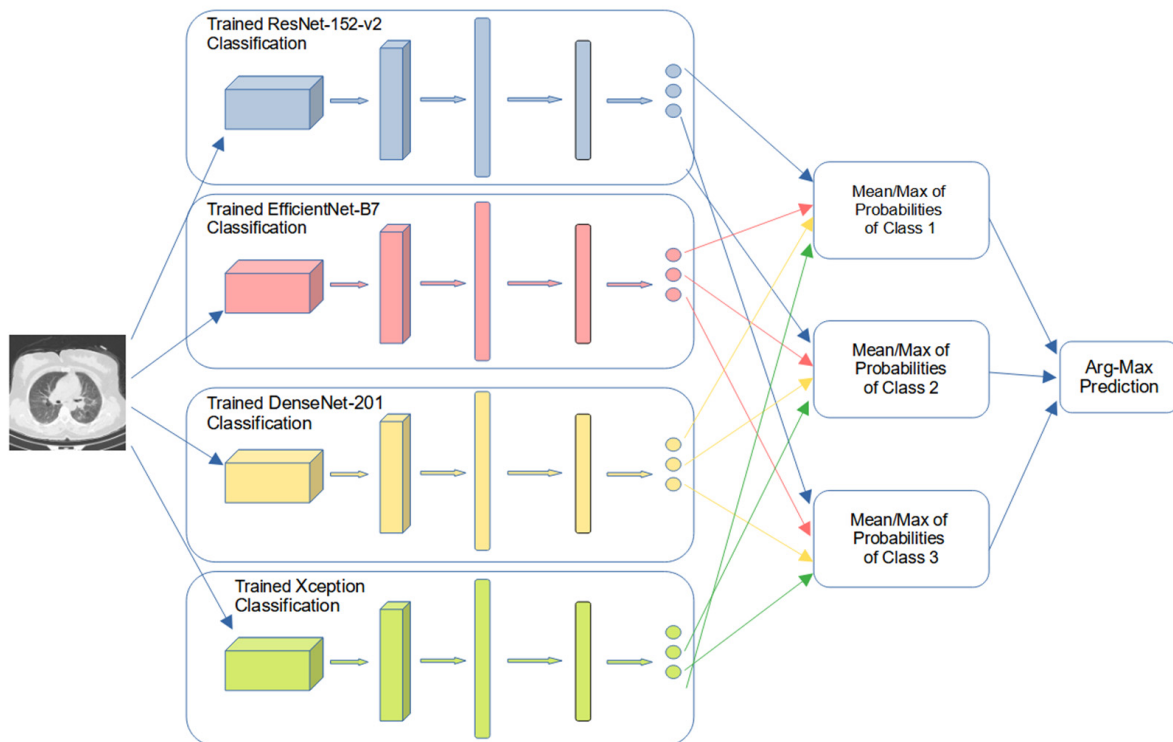 Trained ResNet-152-v2
Classification
Trained EfficientNet-B7
Classification
Trained DenseNet-201
Classification
Trained Xception
Classification
Mean/Max of
Probabilities
of Class 1
Mean/Max of
Probabilities
of Class 2
Mean/Max of
Probabilities
of Class 3
Arg-Max
Prediction